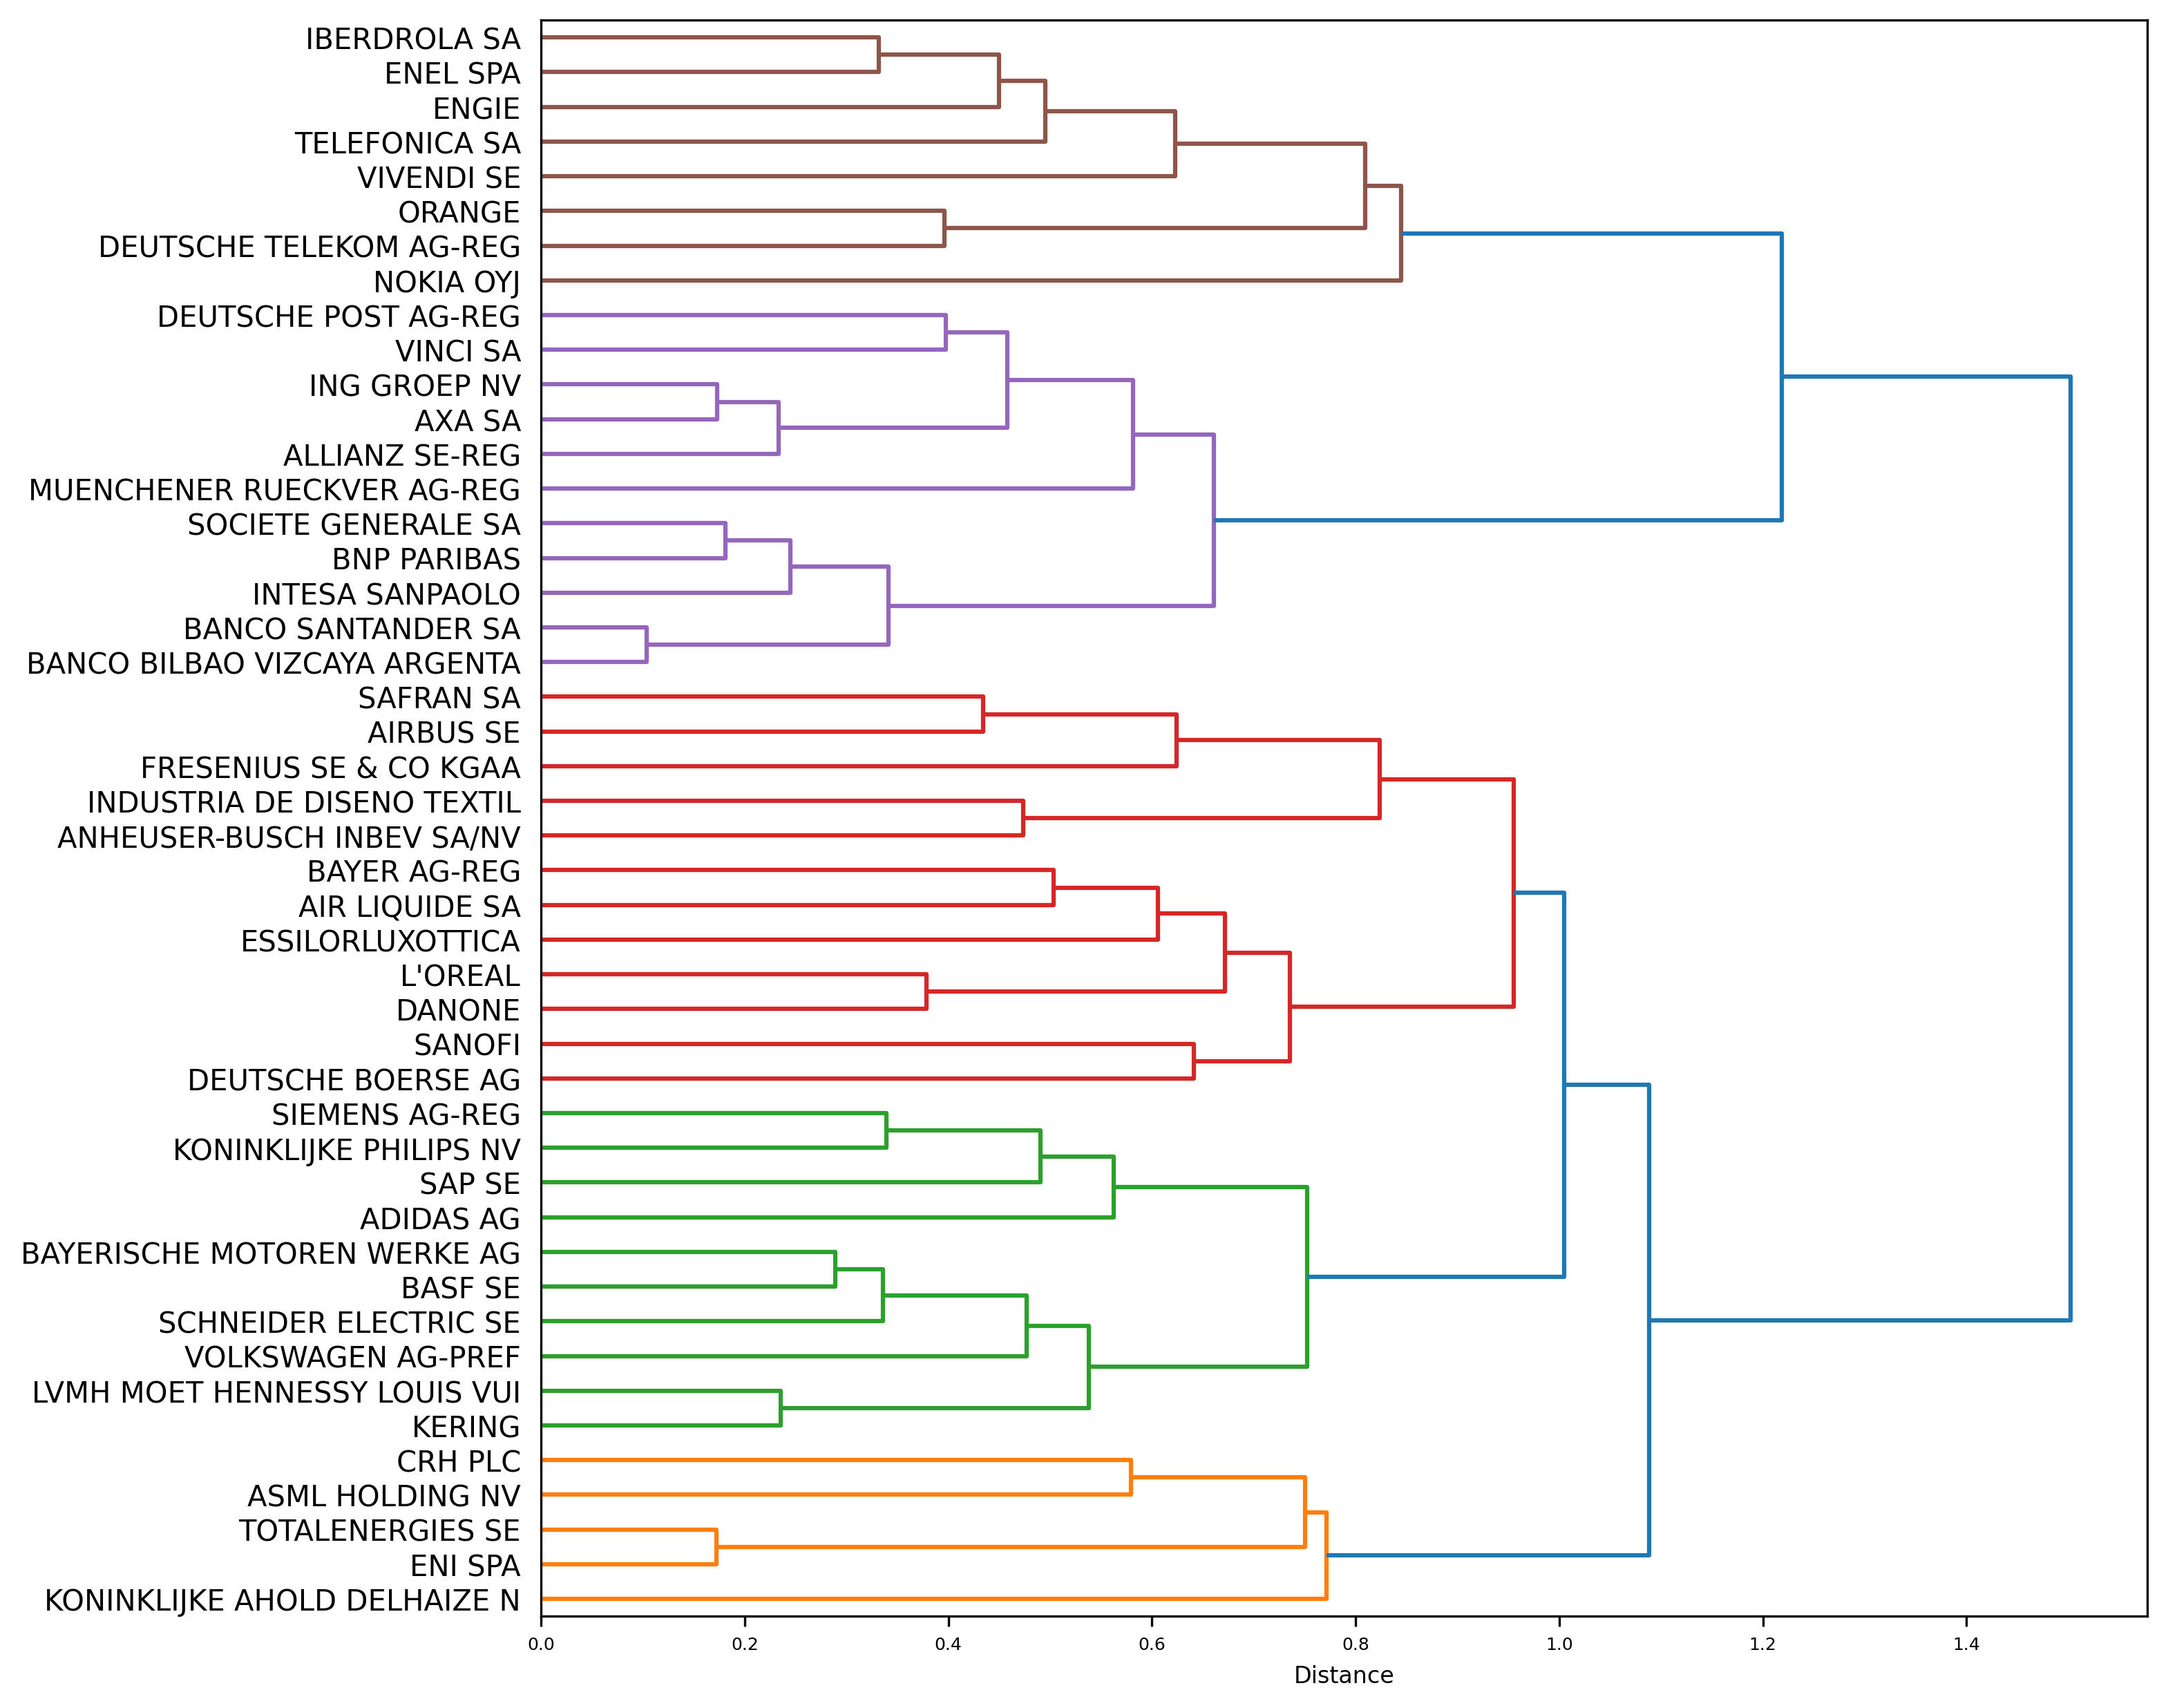 IBERDROLA SA
ENEL SPA
ENGIE
TELEFONICA SA
VIVENDI SE
ORANGE
DEUTSCHE TELEKOM AG-REG
NOKIA OYJ
DEUTSCHE POST AG-REG
VINCI SA
ING GROEP NV
AXA SA
ALLIANZ SE-REG
MUENCHENER RUECKVER AG-REG
SOCIETE GENERALE SA
BNP PARIBAS
INTESA SANPAOLO
BANCO SANTANDER SA
BANCO BILBAO VIZCAYA ARGENTA
SAFRAN SA
AIRBUS SE
FRESENIUS SE & CO KGAA
INDUSTRIA DE DISENO TEXTIL
ANHEUSER-BUSCH INBEV SA/NV
BAYER AG-REG
AIR LIQUIDE SA
ESSILORLUXOTTICA
L'OREAL
DANONE
SANOFI
DEUTSCHE BOERSE AG
SIEMENS AG-REG
KONINKLIJKE PHILIPS NV
SAP SE
ADIDAS AG
BAYERISCHE MOTOREN WERKE AG
BASF SE
SCHNEIDER ELECTRIC SE
VOLKSWAGEN AG-PREF
LVMH MOET HENNESSY LOUIS VUI
KERING
CRH PLC
ASML HOLDING NV
TOTALENERGIES SE
ENI SPA
KONINKLIJKE AHOLD DELHAIZE N
0.0 0.2 0.4 0.6 0.8 1.0 1.2 1.4
Distance